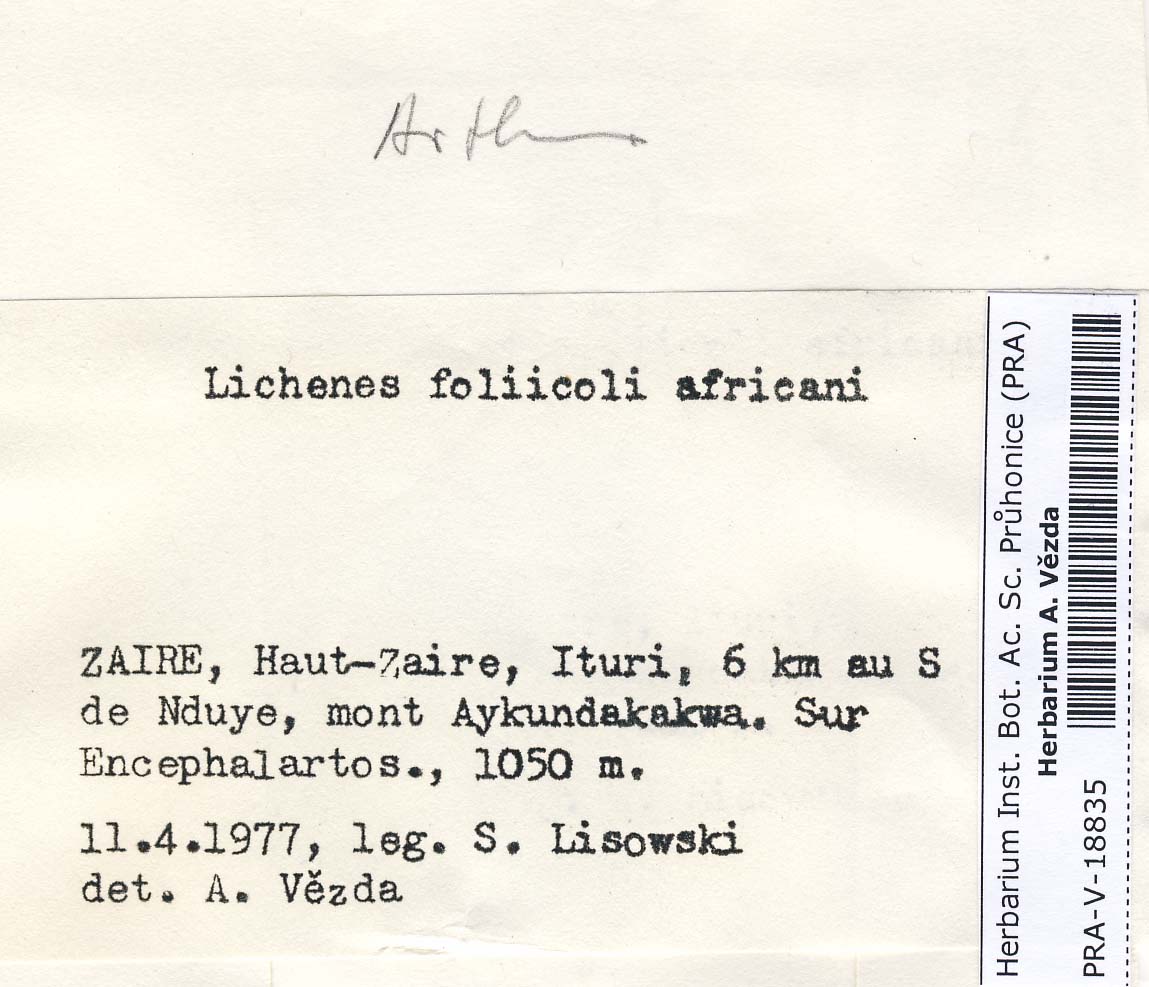 Arth
Lichenes foliicoli africani
ZAIRE, Haut-Zaire, Ituri, 6 km au S
de Nduye, mont Aykundakakwa. Sur
Encephalartos., 1050 m.
11.4.1977, leg. S. Lisowski
det. A. Vězda
Herbarium Inst. Bot. Ac. Sc. Průhonice (PRA)
Herbarium A. Vězda
PRA-V-18835